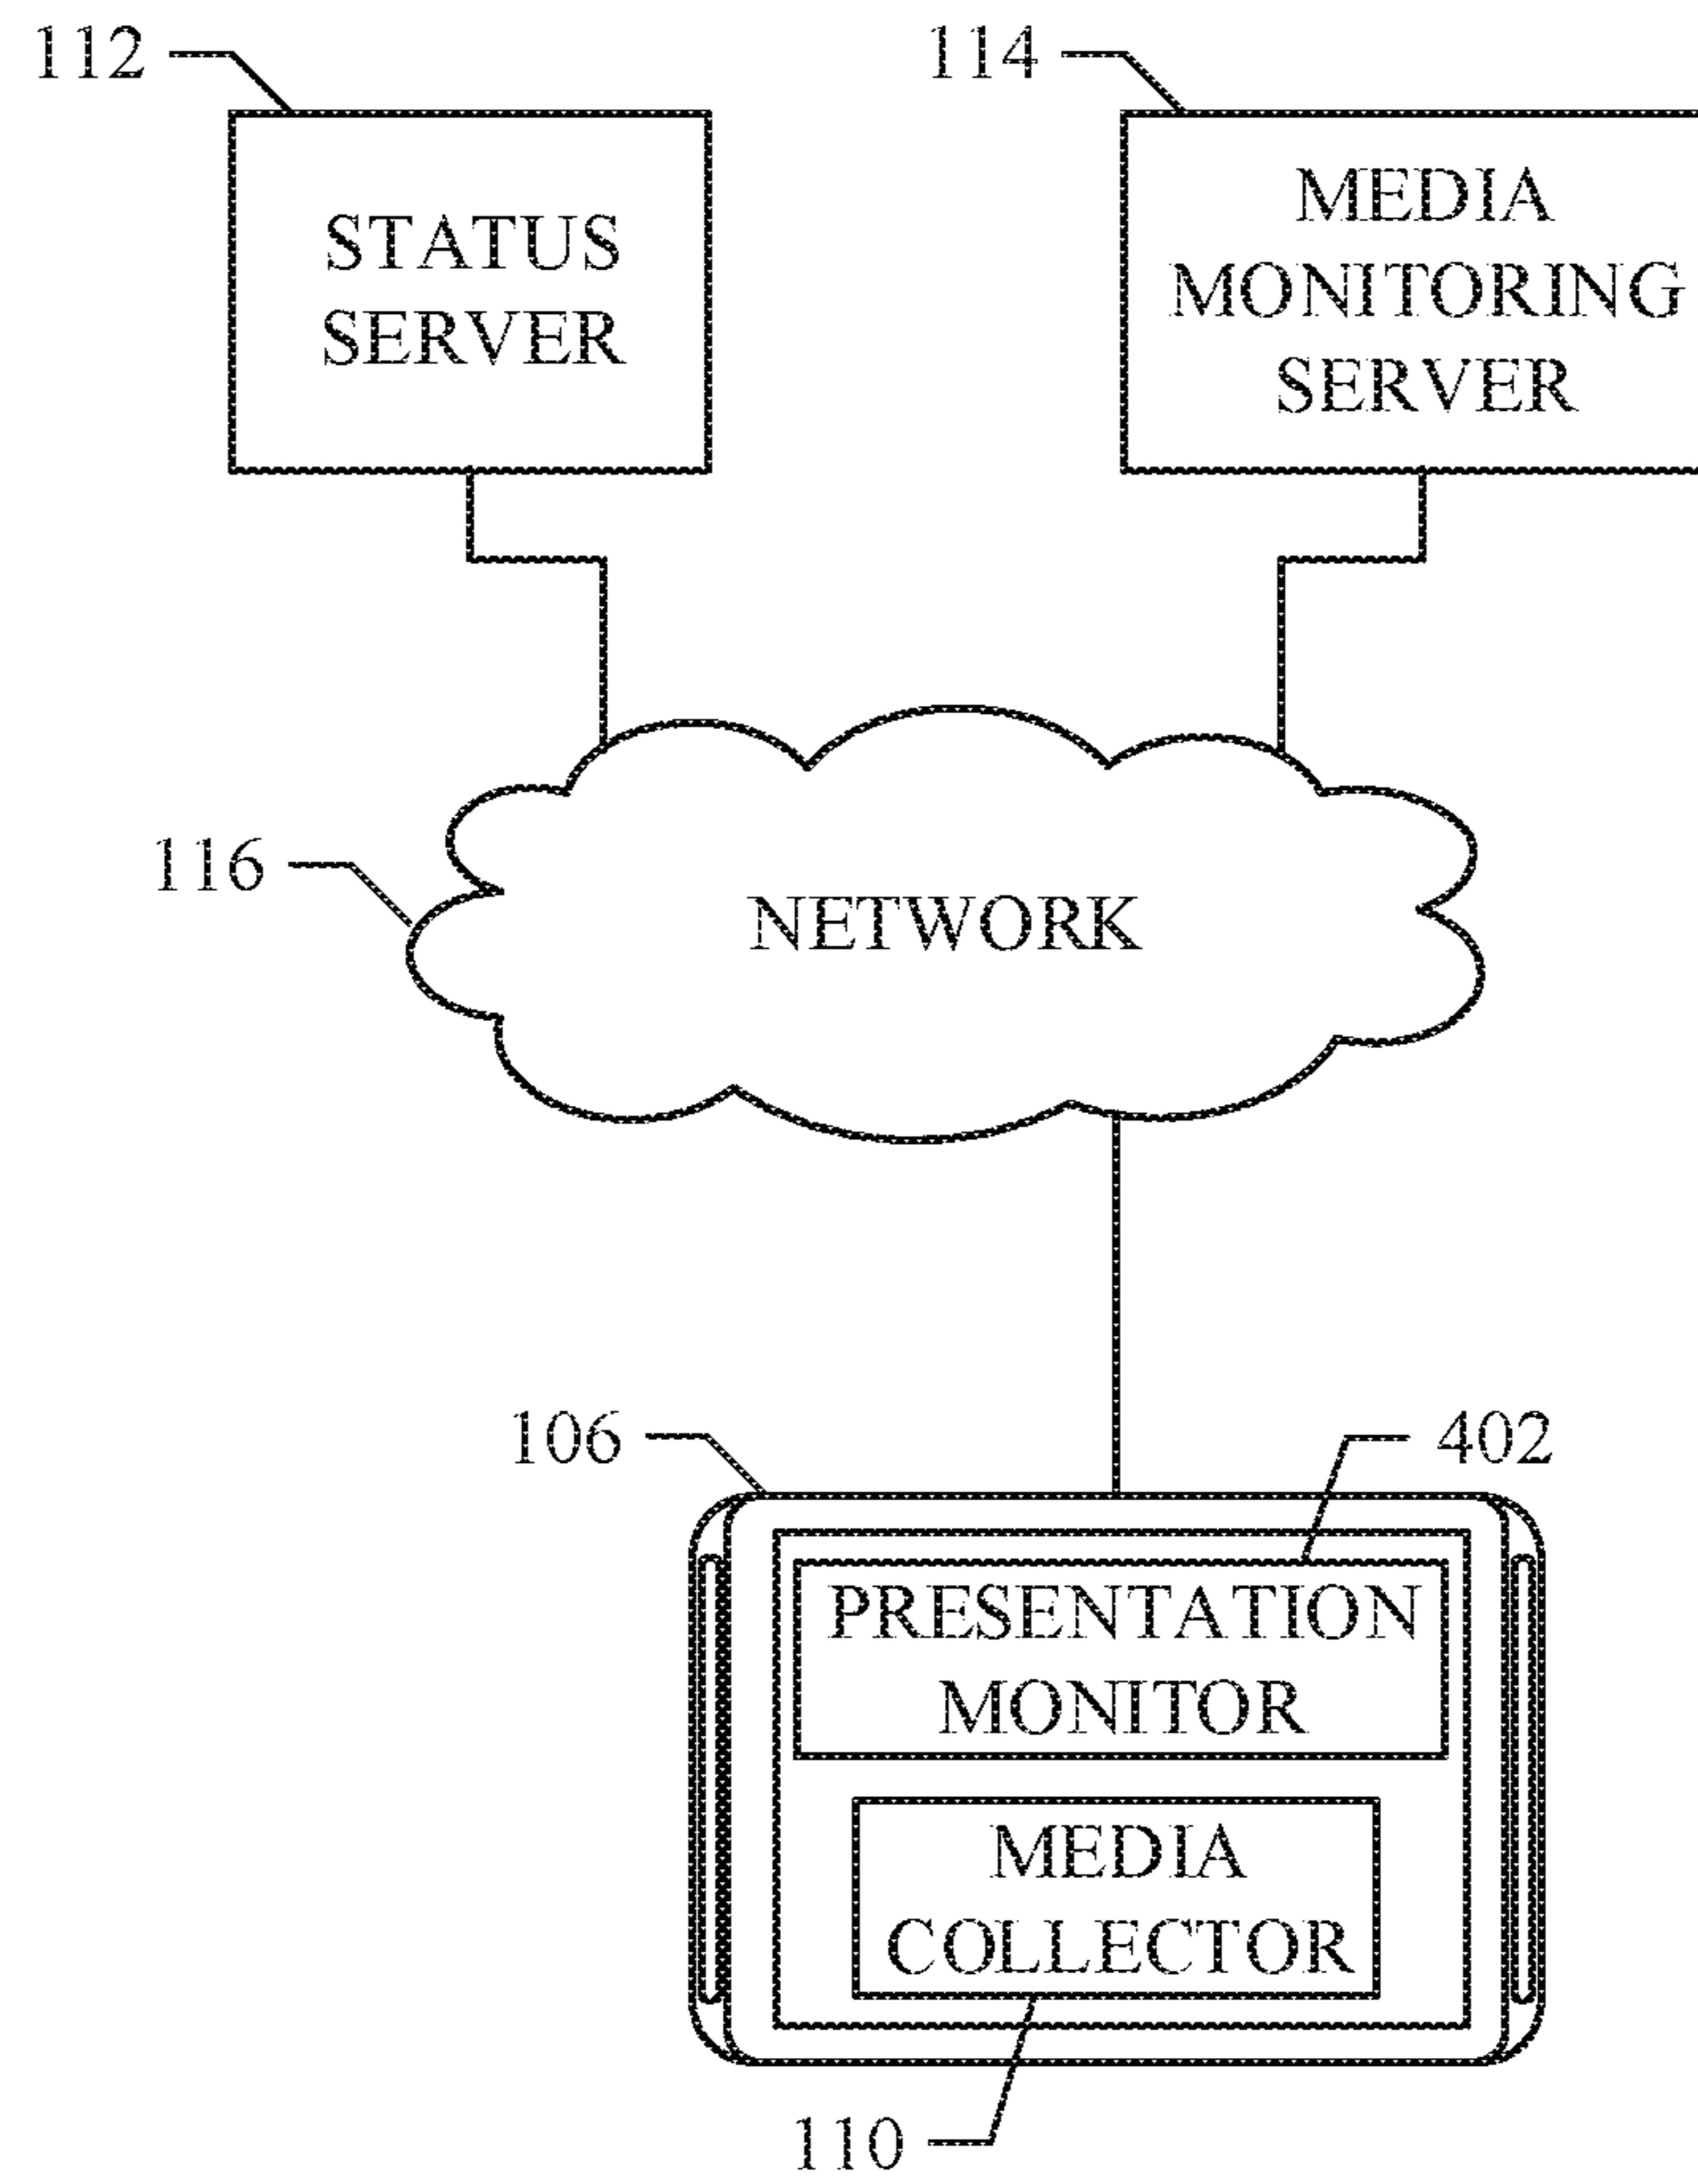 112
114
STATUS
SERVER
MEDIA
MONITORING
SERVER
116
NETWORK
106
402
PRESENTATION
MONITOR
MEDIA
COLLECTOR
110